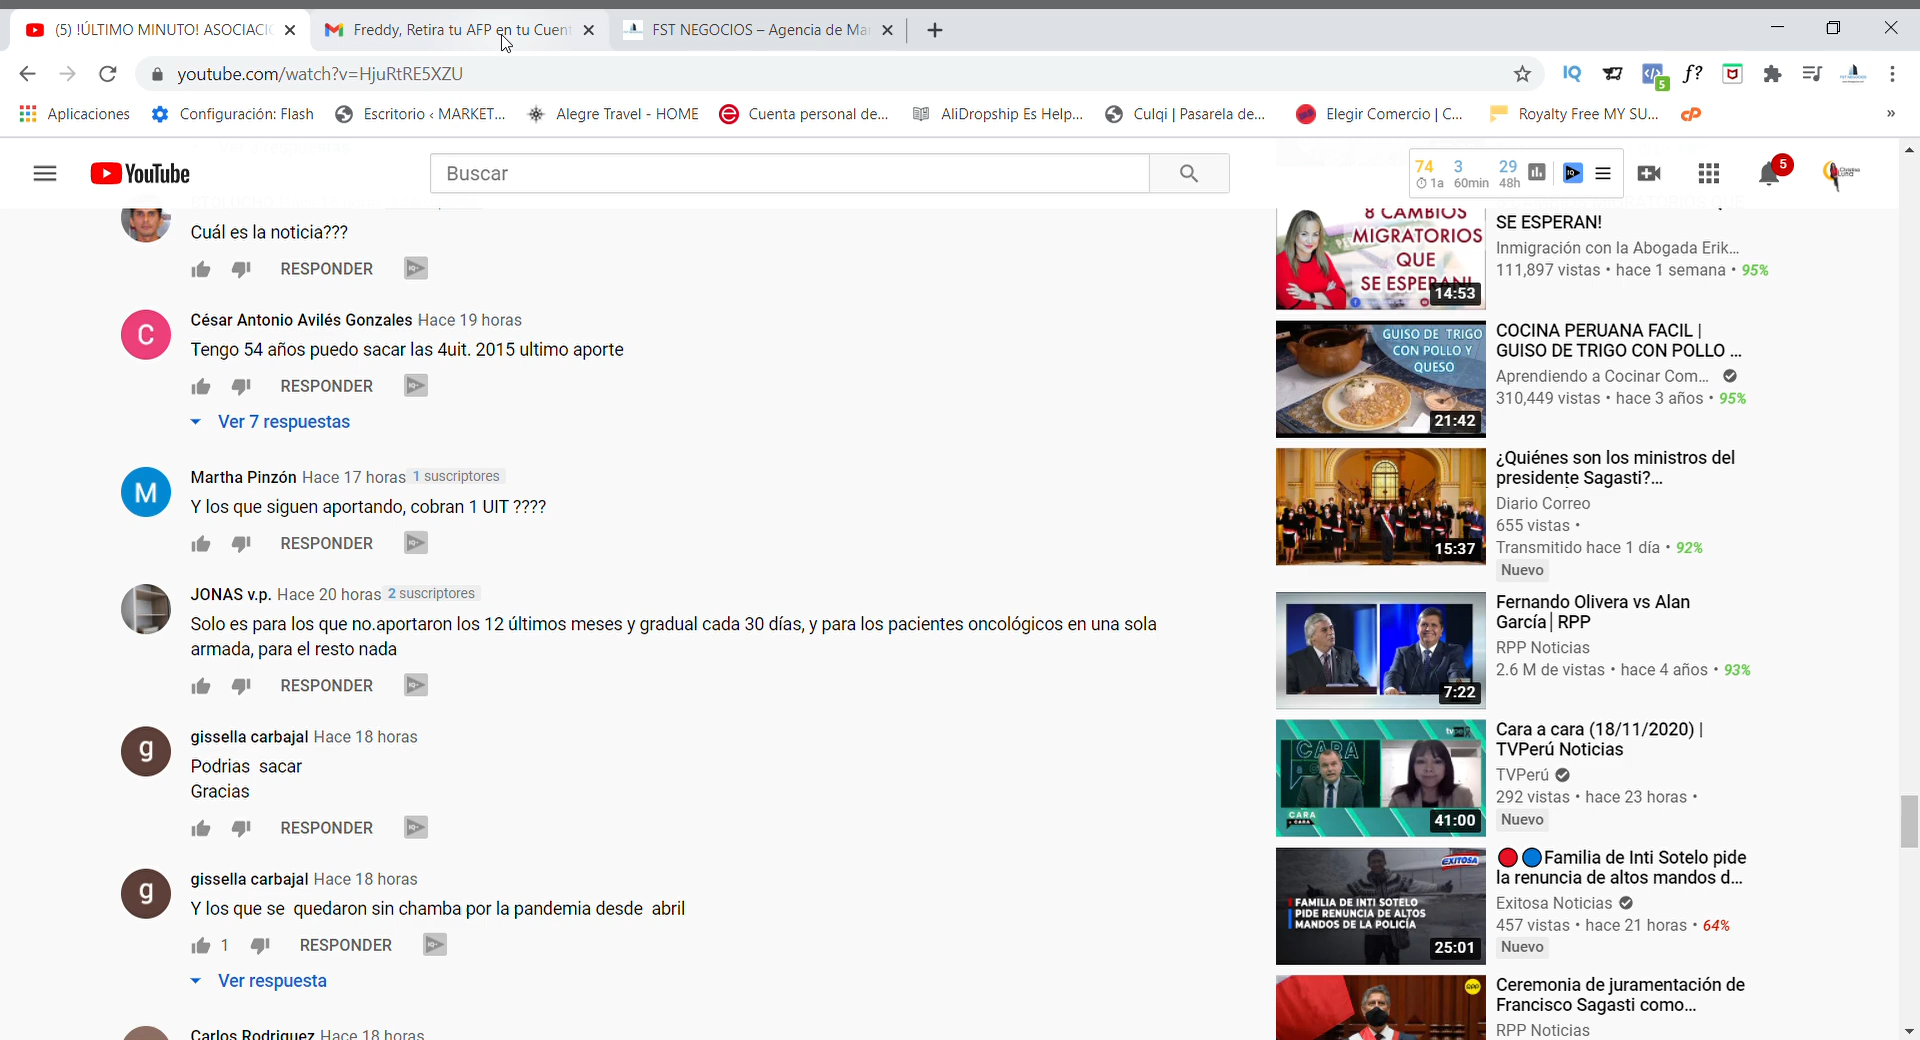 (5) !ÚLTIMO MINUTO! ASOCIACIÓ
Freddy, Retira tu AFP en tu Cuent
FST NEGOCIOS – Agencia de Mar
youtube.com/watch?v=HjuRtRE5XZU
5
f?
Aplicaciones
Configuración: Flash
Escritorio ‹ MARKET...
Alegre Travel - HOME
Cuenta personal de...
AliDropship Es Help...
Culqi | Pasarela de...
Elegir Comercio | C...
Royalty Free MY SU...
»
YouTube
Buscar
74 3 29
1a 60min 48h
5
Cuál es la noticia???
RESPONDER
César Antonio Avilés Gonzales Hace 19 horas
Tengo 54 años puedo sacar las 4uit. 2015 ultimo aporte
RESPONDER
Ver 7 respuestas
M
Martha Pinzón Hace 17 horas 1 suscriptores
Y los que siguen aportando, cobran 1 UIT ????
RESPONDER
JONAS v.p. Hace 20 horas 2 suscriptores
Solo es para los que no.aportaron los 12 últimos meses y gradual cada 30 días, y para los pacientes oncológicos en una sola
armada, para el resto nada
RESPONDER
g
gissella carbajal Hace 18 horas
Podrias sacar
Gracias
RESPONDER
g
gissella carbajal Hace 18 horas
Y los que se quedaron sin chamba por la pandemia desde abril
1 RESPONDER
Ver respuesta
Carlos Rodriguez Hace 18 horas
8 CAMBIOS
MIGRATORIOS
QUE
SE ESPERAN!
14:53
SE ESPERAN!
Inmigración con la Abogada Erik...
111,897 vistas • hace 1 semana • 95%
GUISO DE TRIGO
CON POLLO Y
QUESO
21:42
COCINA PERUANA FACIL |
GUISO DE TRIGO CON POLLO ...
Aprendiendo a Cocinar Com...
310,449 vistas • hace 3 años • 95%
15:37
¿Quiénes son los ministros del
presidente Sagasti?...
Diario Correo
655 vistas •
Transmitido hace 1 día • 92%
Nuevo
7:22
Fernando Olivera vs Alan
García│RPP
RPP Noticias
2.6 M de vistas • hace 4 años • 93%
CARA
CARA
41:00
Cara a cara (18/11/2020) |
TVPerú Noticias
TVPerú
292 vistas • hace 23 horas •
Nuevo
EXITOSA
FAMILIA DE INTI SOTELO
PIDE RENUNCIA DE ALTOS
MANDOS DE LA POLICÍA
25:01
Familia de Inti Sotelo pide
la renuncia de altos mandos d...
Exitosa Noticias
457 vistas • hace 21 horas • 64%
Nuevo
RPP
Ceremonia de juramentación de
Francisco Sagasti como...
RPP Noticias